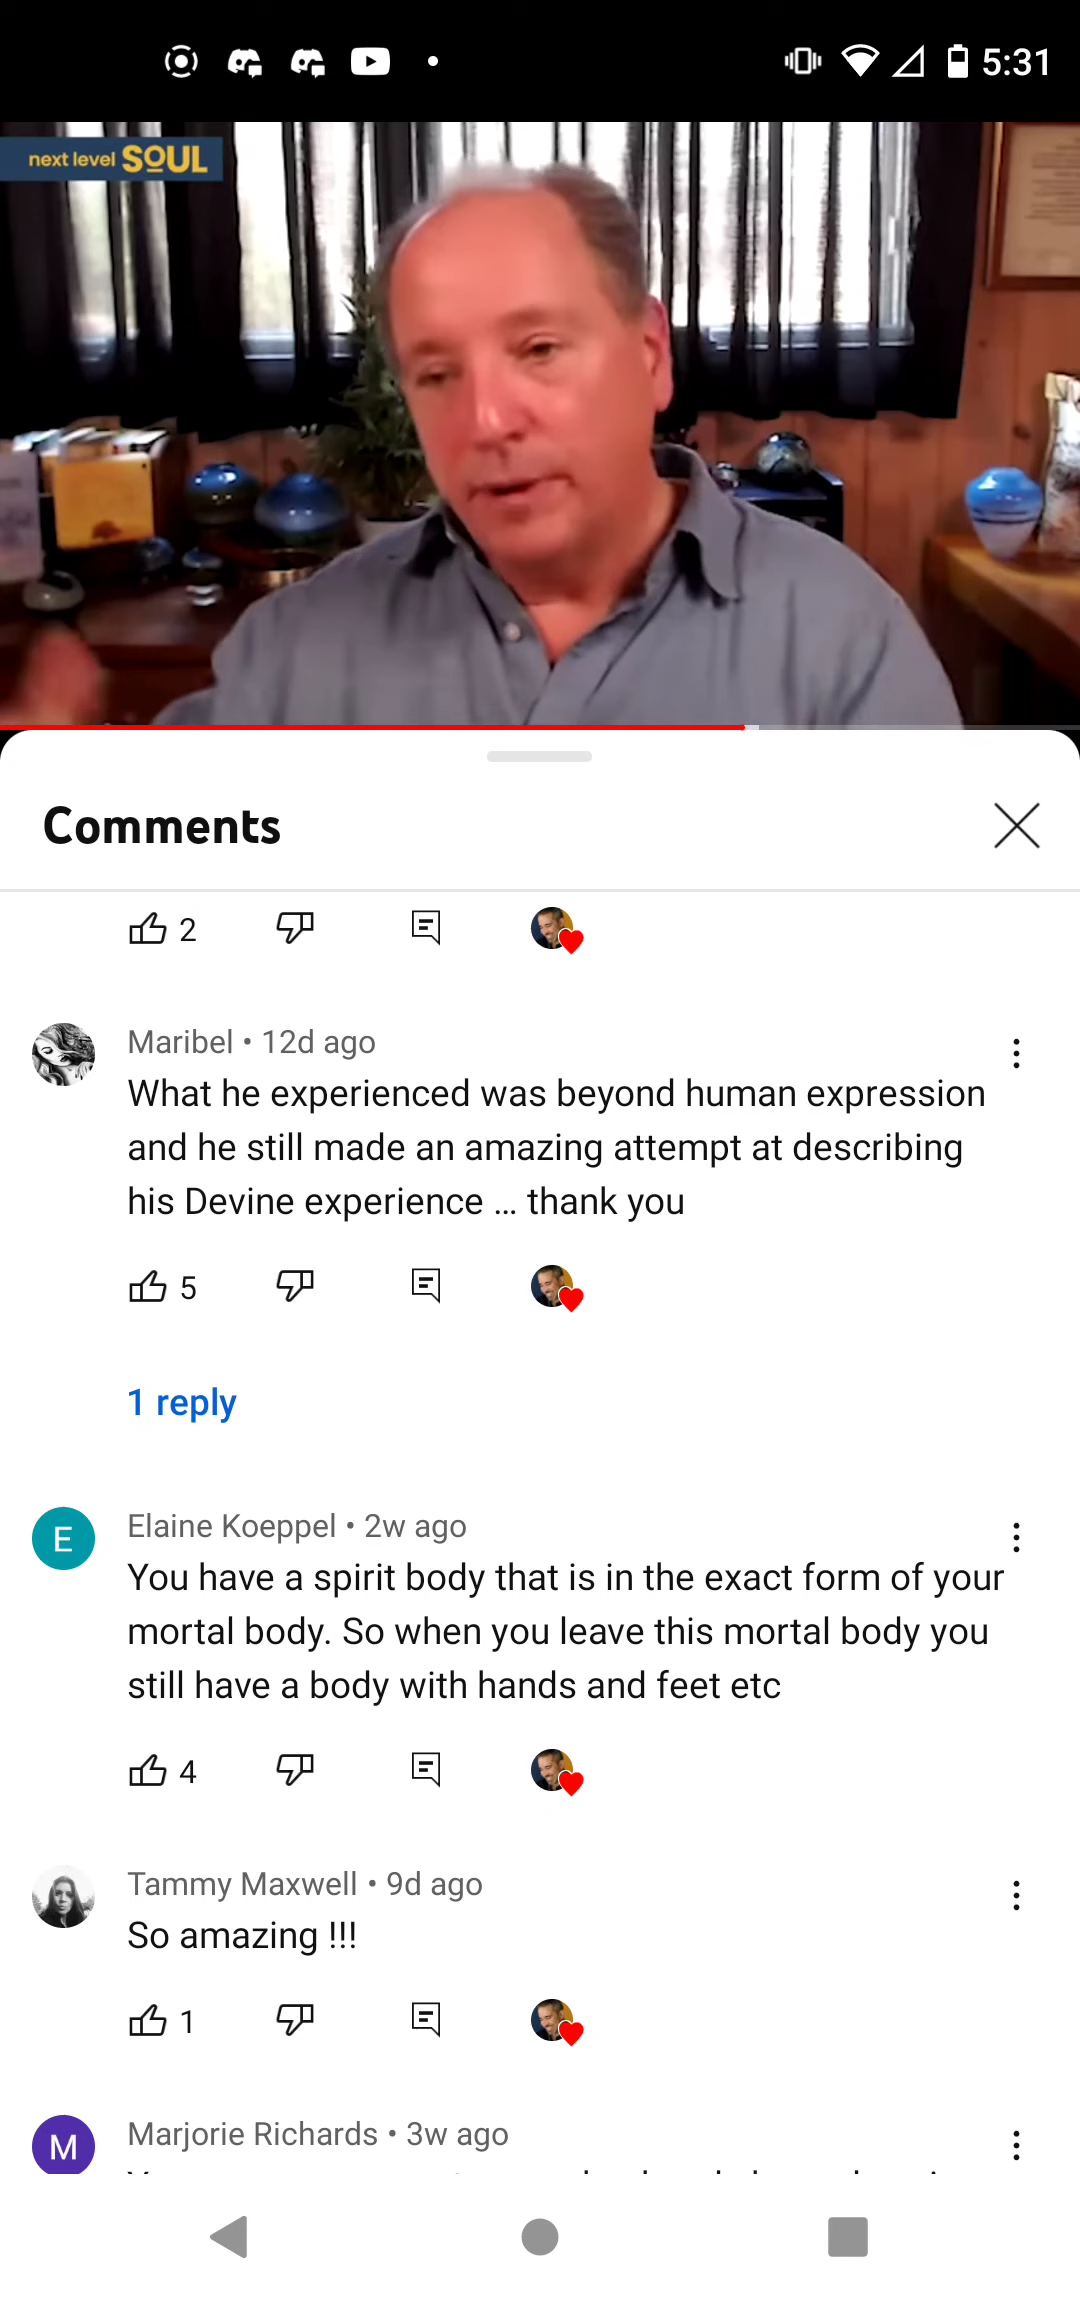 5:31
next level SOUL
Comments
2
Maribel • 12d ago
What he experienced was beyond human expression
and he still made an amazing attempt at describing
his Devine experience ... thank you
5
1 reply
E
Elaine Koeppel • 2w ago
You have a spirit body that is in the exact form of your
mortal body. So when you leave this mortal body you
still have a body with hands and feet etc
4
Tammy Maxwell • 9d ago
So amazing !!!
1
M
Marjorie Richards • 3w ago